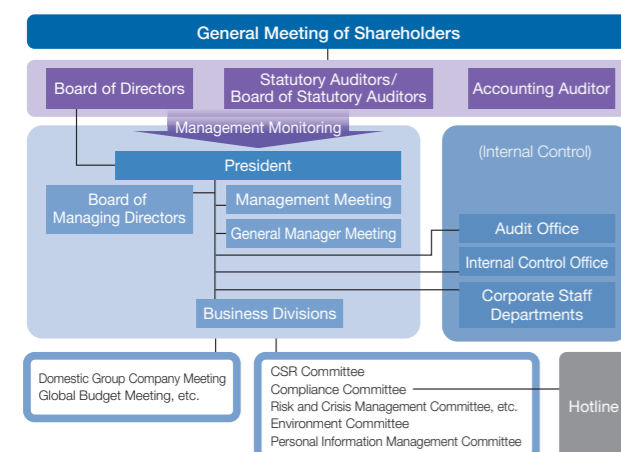 General Meeting of Shareholders
Board of Directors
Statutory Auditors/
Board of Statutory Auditors
Accounting Auditor
Management Monitoring
President
(Internal Control)
Board of
Managing Directors
Management Meeting
General Manager Meeting
Audit Office
Internal Control Office
Corporate Staff
Departments
Business Divisions
Domestic Group Company Meeting
Global Budget Meeting, etc.
CSR Committee
Compliance Committee
Risk and Crisis Management Committee, etc.
Environment Committee
Personal Information Management Committee
Hotline